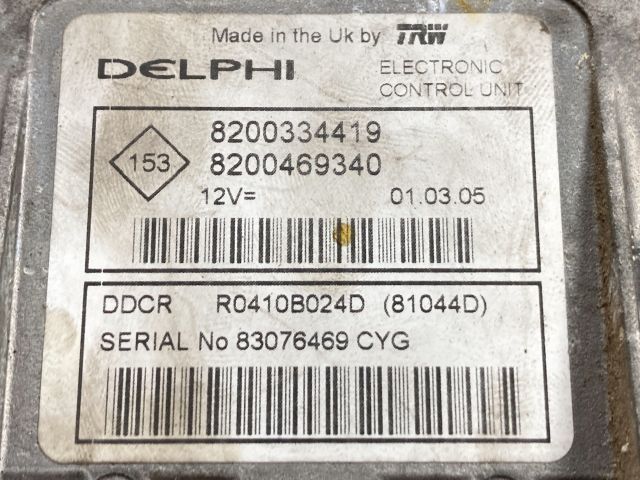 Made in the Uk by TRW
DELPHI
ELECTRONIC
CONTROL UNIT
153
8200334419
8200469340
12V=
01.03.05
DDCR R0410B024D (81044D)
SERIAL No 83076469 CYG